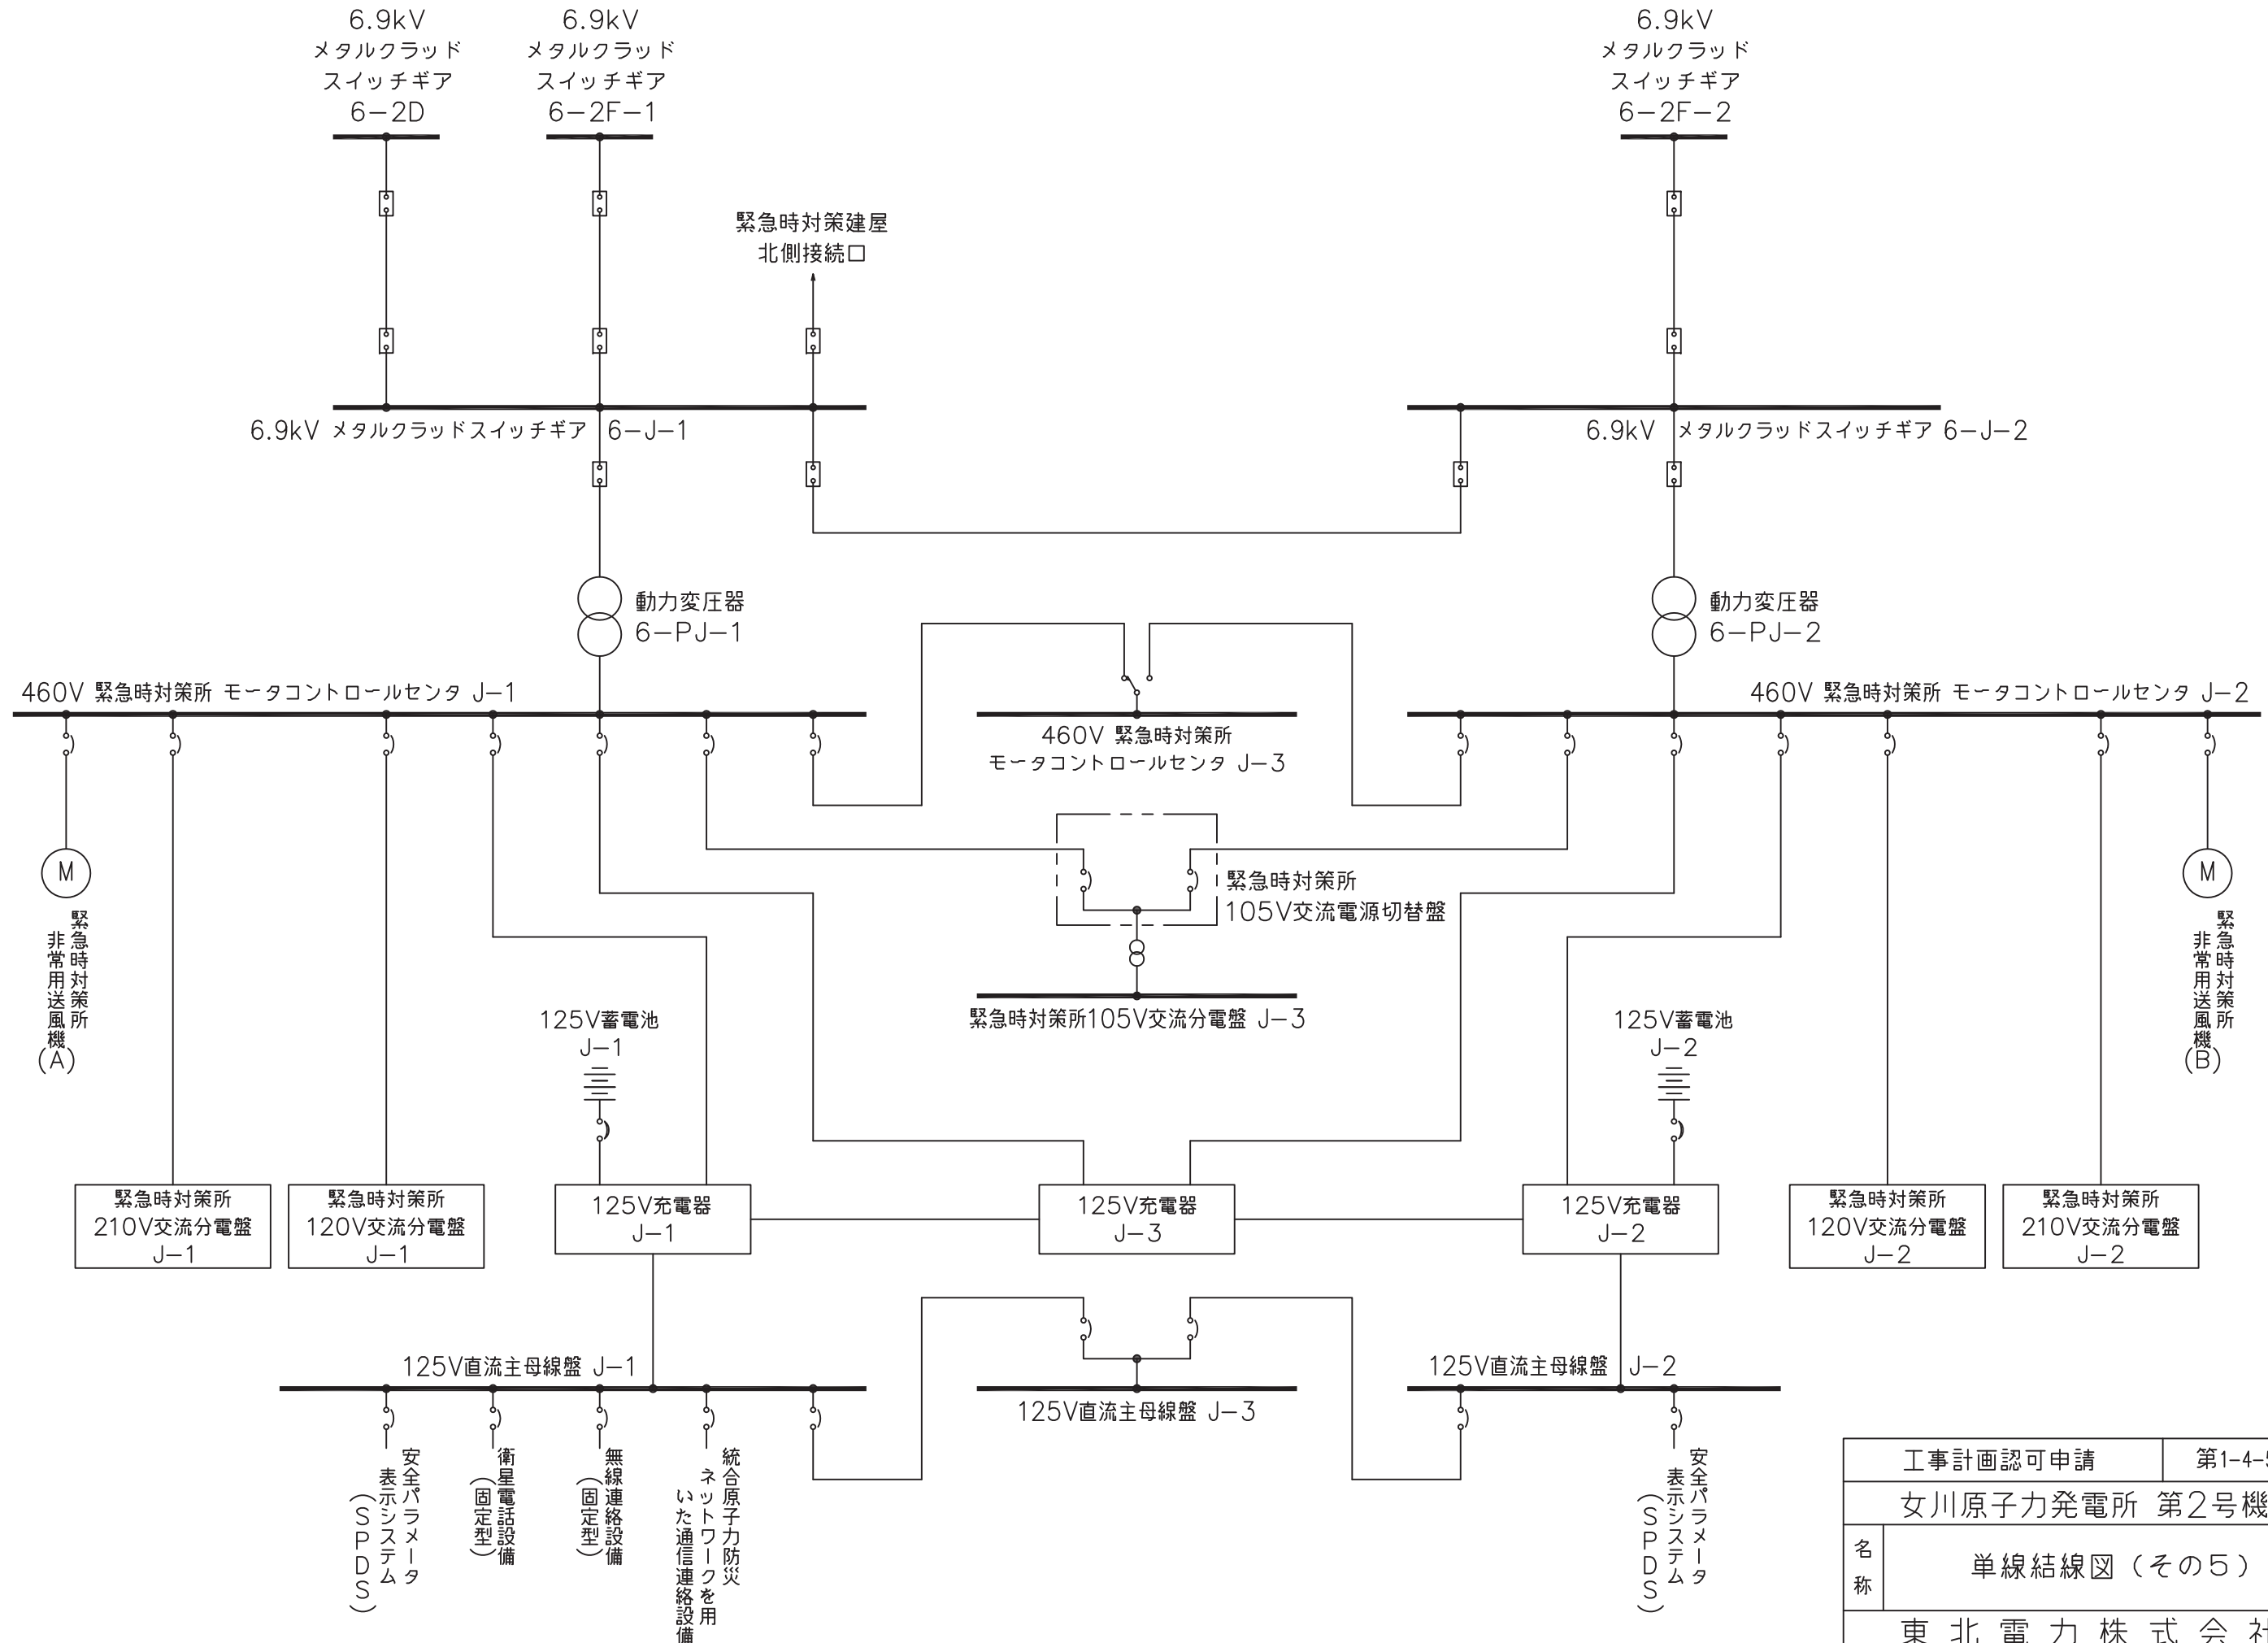 6.9kV
メタルクラッド
スイッチギア
6-2D
6.9kV
メタルクラッド
スイッチギア
6-2F-1
6.9kV
メタルクラッド
スイッチギア
6-2F-2
緊急時対策建屋
北側接続口
6.9kV メタルクラッドスイッチギア 6-J-1
6.9kV メタルクラッドスイッチギア 6-J-2
動力変圧器
6-PJ-1
動力変圧器
6-PJ-2
460V 緊急時対策所 モータコントロールセンタ J-1
460V 緊急時対策所 モータコントロールセンタ J-2
460V 緊急時対策所
モータコントロールセンタ J-3
M
緊急時対策所
非常用送風機
(A)
緊急時対策所
105V交流電源切替盤
M
緊急時対策所
非常用送風機
(B)
緊急時対策所105V交流分電盤 J-3
125V蓄電池
J-1
125V蓄電池
J-2
緊急時対策所
210V交流分電盤
J-1
緊急時対策所
120V交流分電盤
J-1
125V充電器
J-1
125V充電器
J-3
125V充電器
J-2
緊急時対策所
120V交流分電盤
J-2
緊急時対策所
210V交流分電盤
J-2
125V直流主母線盤 J-1
125V直流主母線盤 J-3
125V直流主母線盤 J-2
安全パラメータ
表示システム
(SPDS)
衛星電話設備
(固定型)
無線連絡設備
(固定型)
統合原子力防災
ネットワークを用
いた通信連絡設備
安全パラメータ
表示システム
(SPDS)
工事計画認可申請
第1-4-5
女川原子力発電所 第2号機
名称
単線結線図(その5)
東北電力株式会社